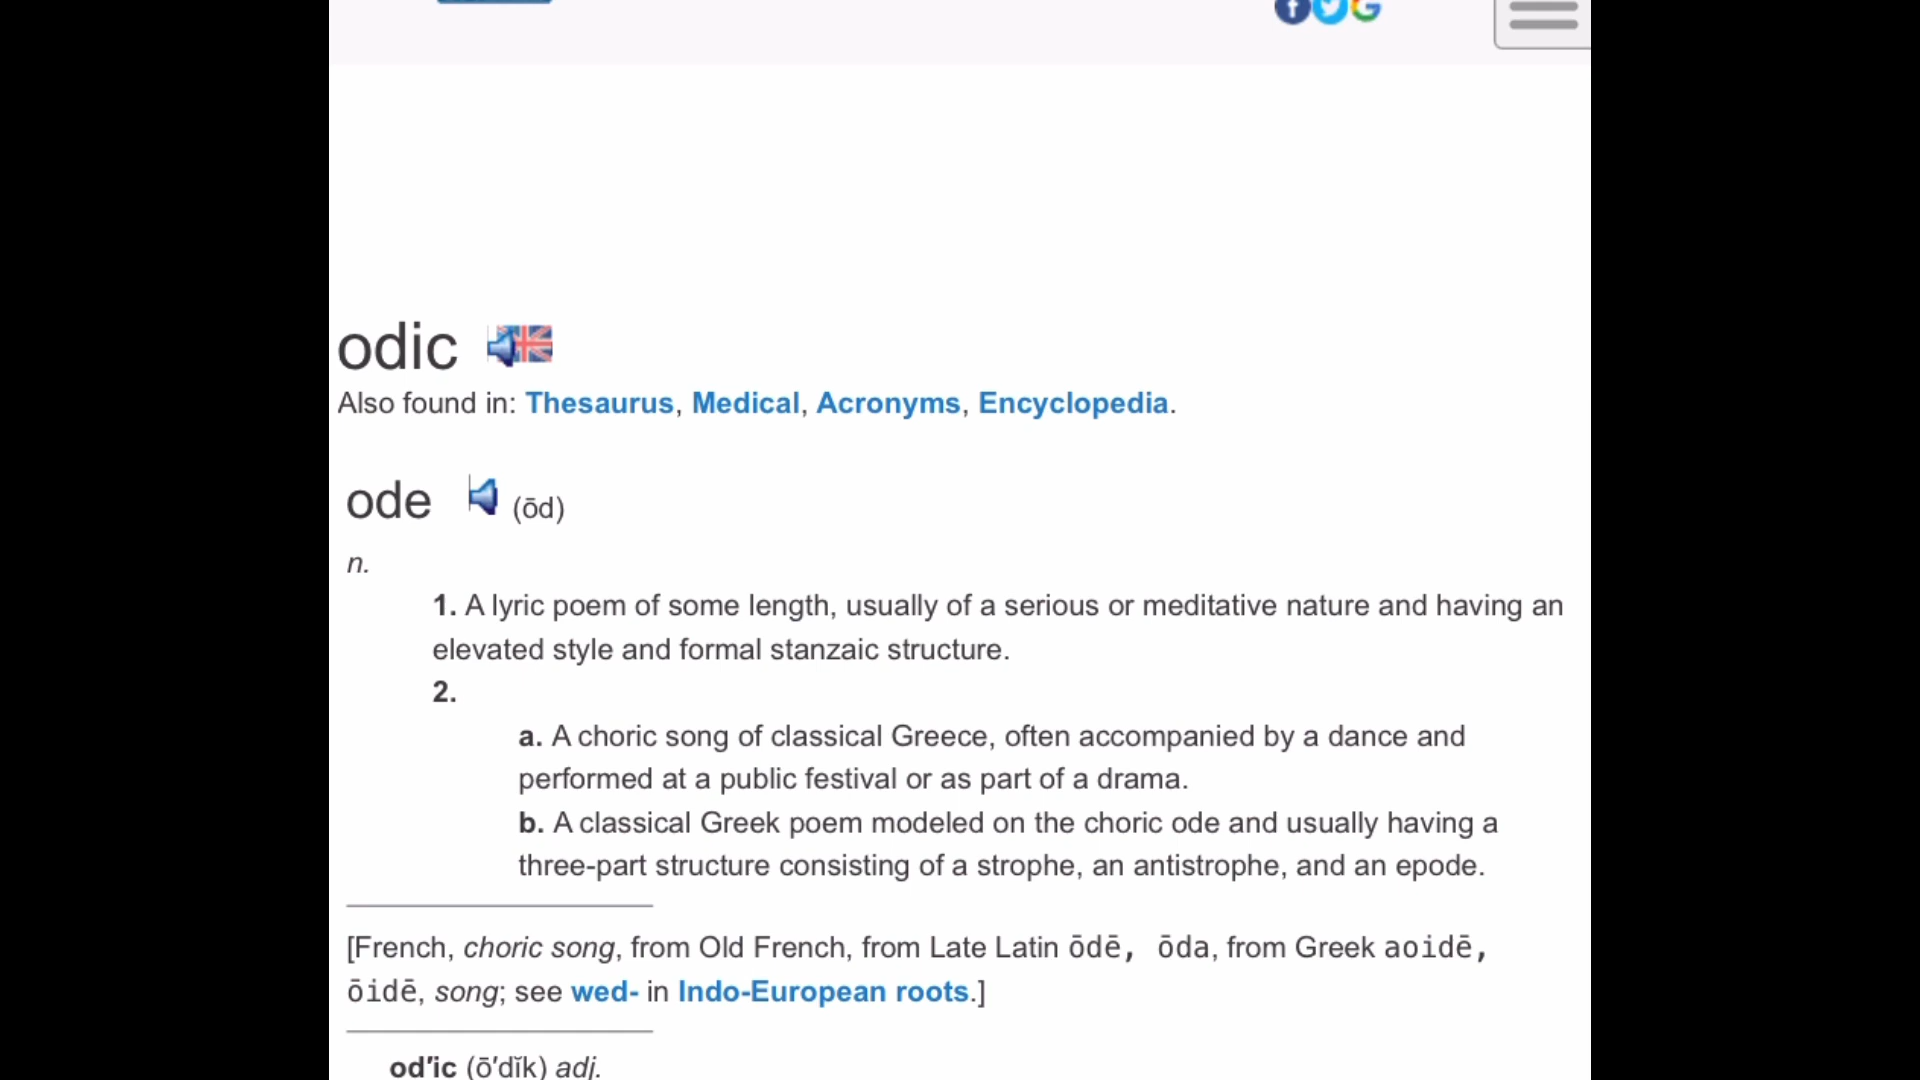 odic
Also found in: Thesaurus, Medical, Acronyms, Encyclopedia.
ode (ōd)
n.
1. A lyric poem of some length, usually of a serious or meditative nature and having an
elevated style and formal stanzaic structure.
2.
a. A choric song of classical Greece, often accompanied by a dance and
performed at a public festival or as part of a drama.
b. A classical Greek poem modeled on the choric ode and usually having a
three-part structure consisting of a strophe, an antistrophe, and an epode.
[French, choric song, from Old French, from Late Latin ōdē, ōda, from Greek aoidē,
ōidē, song; see wed- in Indo-European roots.]
od′ic (ō′dĭk) adj.